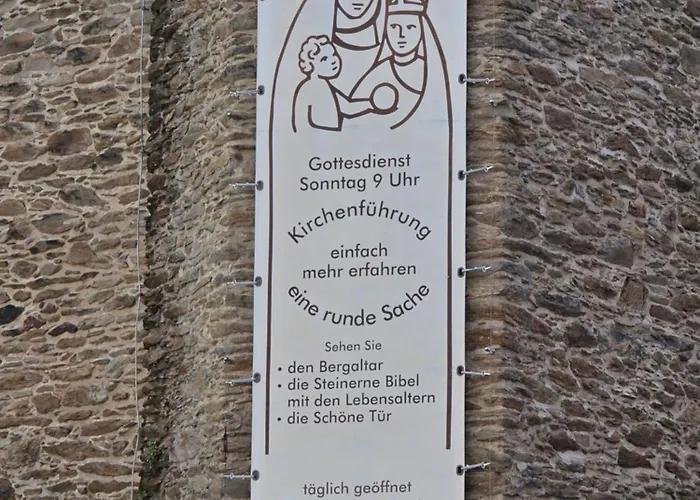 Gottesdienst
Sonntag 9 Uhr
Kirchenführung
einfach
mehr erfahren
eine runde Sache
Sehen Sie
• den Bergaltar
• die Steinerne Bibel
mit den Lebensaltern
• die Schöne Tür
täglich geöffnet